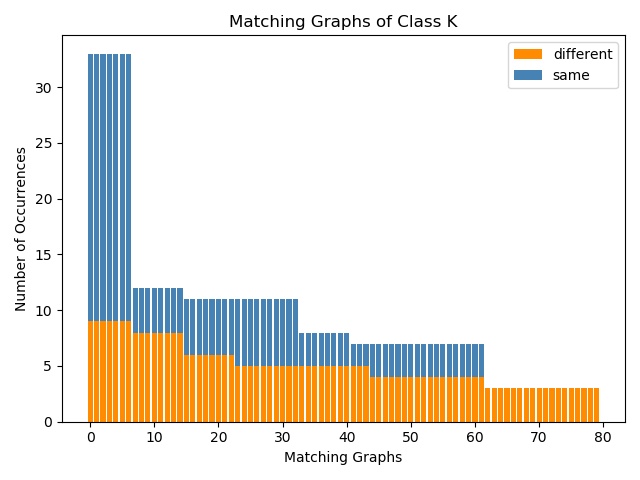 Matching Graphs of Class K
different
same
Number of Occurrences
30
25
20
15
10
5
0
0 10 20 30 40 50 60 70 80
Matching Graphs